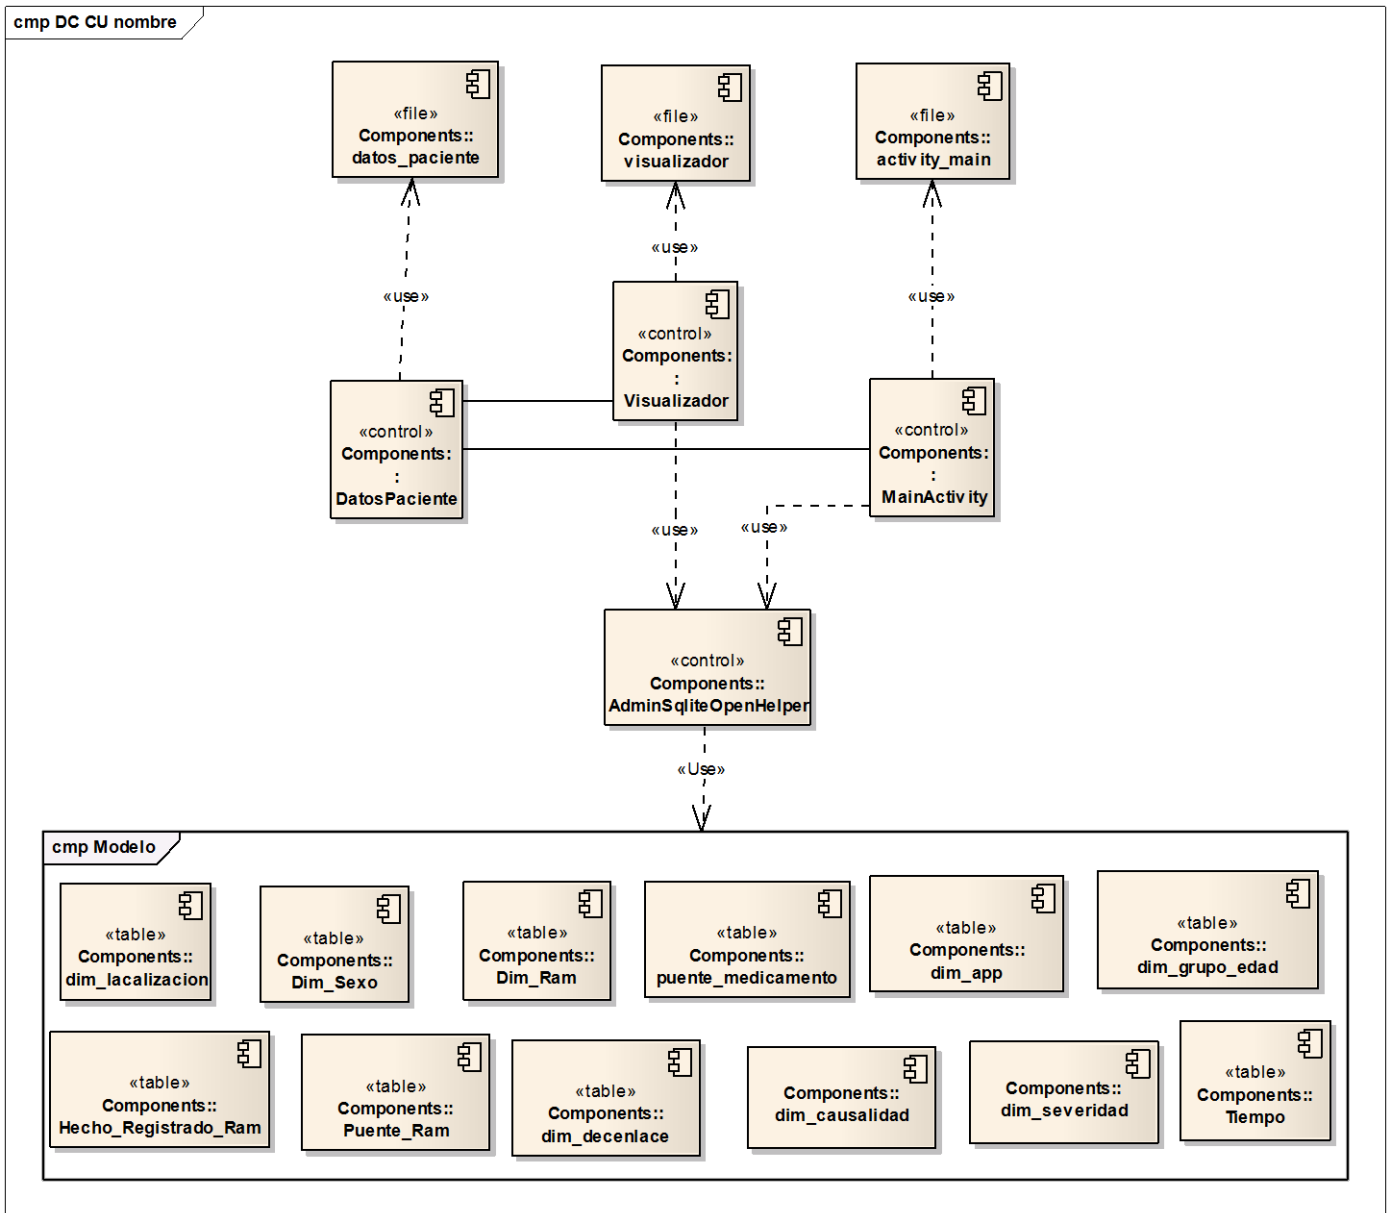 cmp DC CU nombre
«file»
Components::
datos_paciente
«file»
Components::
visualizador
«file»
Components::
activity_main
«use»
«use»
«use»
«control»
Components:
:
Visualizador
«control»
Components:
:
DatosPaciente
«control»
Components:
:
MainActivity
«use»
«use»
«control»
Components::
AdminSqliteOpenHelper
«Use»
cmp Modelo
«table»
Components::
dim_lacalizacion
«table»
Components::
Dim_Sexo
«table»
Components::
Dim_Ram
«table»
Components::
puente_medicamento
«table»
Components::
dim_app
«table»
Components::
dim_grupo_edad
«table»
Components::
Hecho_Registrado_Ram
«table»
Components::
Puente_Ram
«table»
Components::
dim_decenlace
Components::
dim_causalidad
Components::
dim_severidad
«table»
Components::
Tiempo